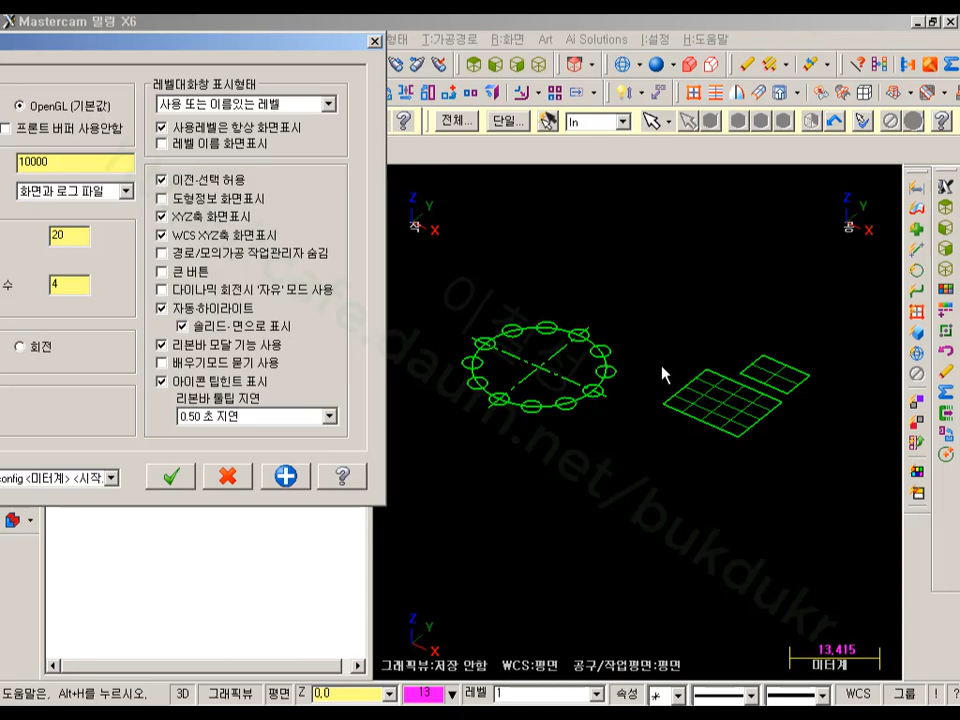 Mastercam 밀링 X6
형태 T:가공경로 R:화면 Art Ai Solutions I:설정 H:도움말
전체... 단일... In
OpenGL (기본값)
프론트 버퍼 사용안함
10000
화면과 로그 파일
20
수 4
회전
레벨대화창 표시형태
사용 또는 이름있는 레벨
사용레벨은 항상 화면표시
레벨 이름 화면표시
이전-선택 허용
도형정보 화면표시
XYZ축 화면표시
WCS XYZ축 화면표시
경로/모의가공 작업관리자 숨김
큰 버튼
다이나믹 회전시 '자유' 모드 사용
자동-하이라이트
솔리드-면으로 표시
리본바 모달 기능 사용
배우기모드 묻기 사용
아이콘 팁힌트 표시
리본바 툴팁 지연
0.50 초 지연
config <미터계> <시작.
Z Y X 작
Z Y X 공
cafe.daum.net/bukdukr
Z Y X
그래픽뷰:저장 안함 WCS:평면 공구/작업평면:평면
13,415
미터계
도움말은, Alt+H를 누르시오, 3D 그래픽뷰 평면 Z 0,0 13 레벨 1 속성 WCS 그룹 ! ?